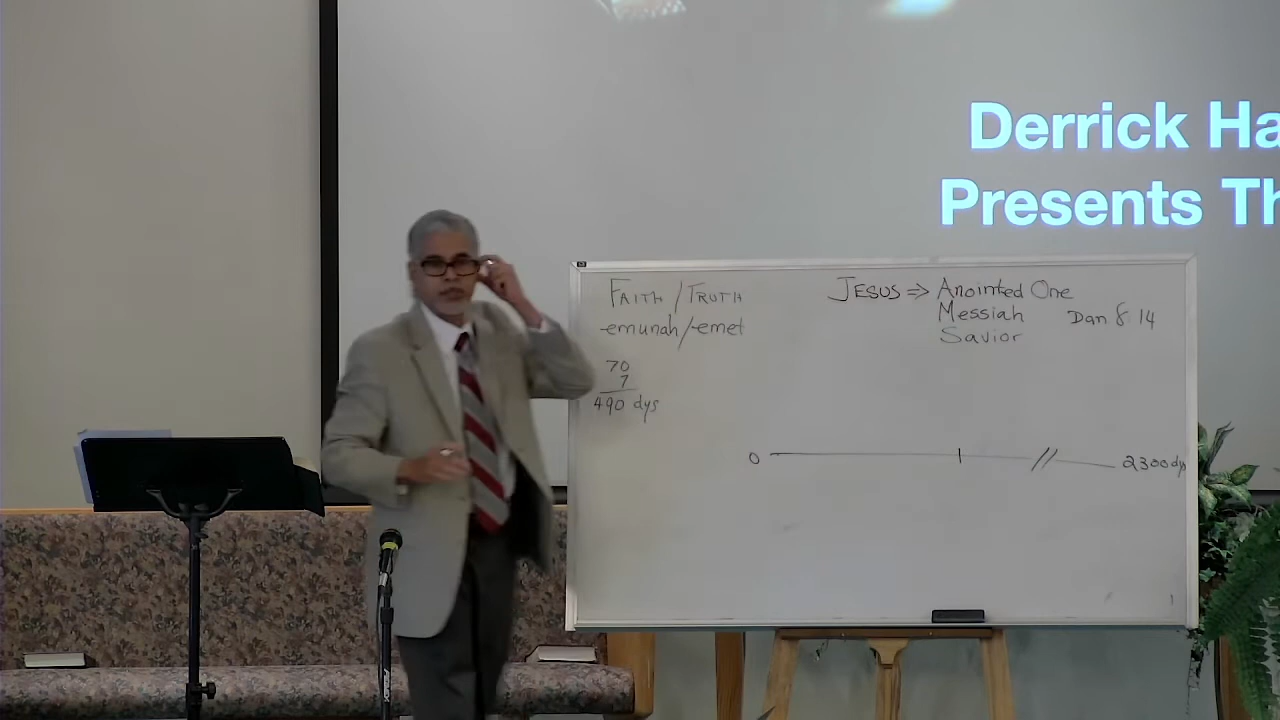 Derrick Ha
Presents Th
FAITH / TRUTH
emunah/emet
70
7
490 dys
JESUS ⇒ Anointed One
Messiah
Savior
Dan 8:14
0
2300dys